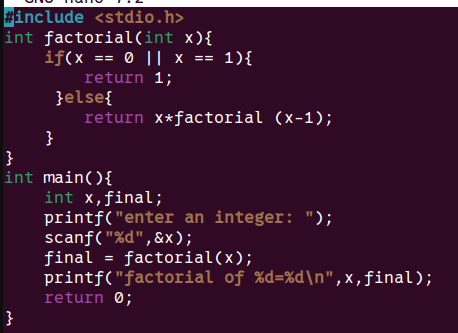 GNU nano 7.2
#include <stdio.h>
int factorial(int x){
    if(x == 0 || x == 1){
        return 1;
     }else{
        return x*factorial (x-1);
    }
}
int main(){
    int x,final;
    printf("enter an integer: ");
    scanf("%d",&x);
    final = factorial(x);
    printf("factorial of %d=%d\n",x,final);
    return 0;
}